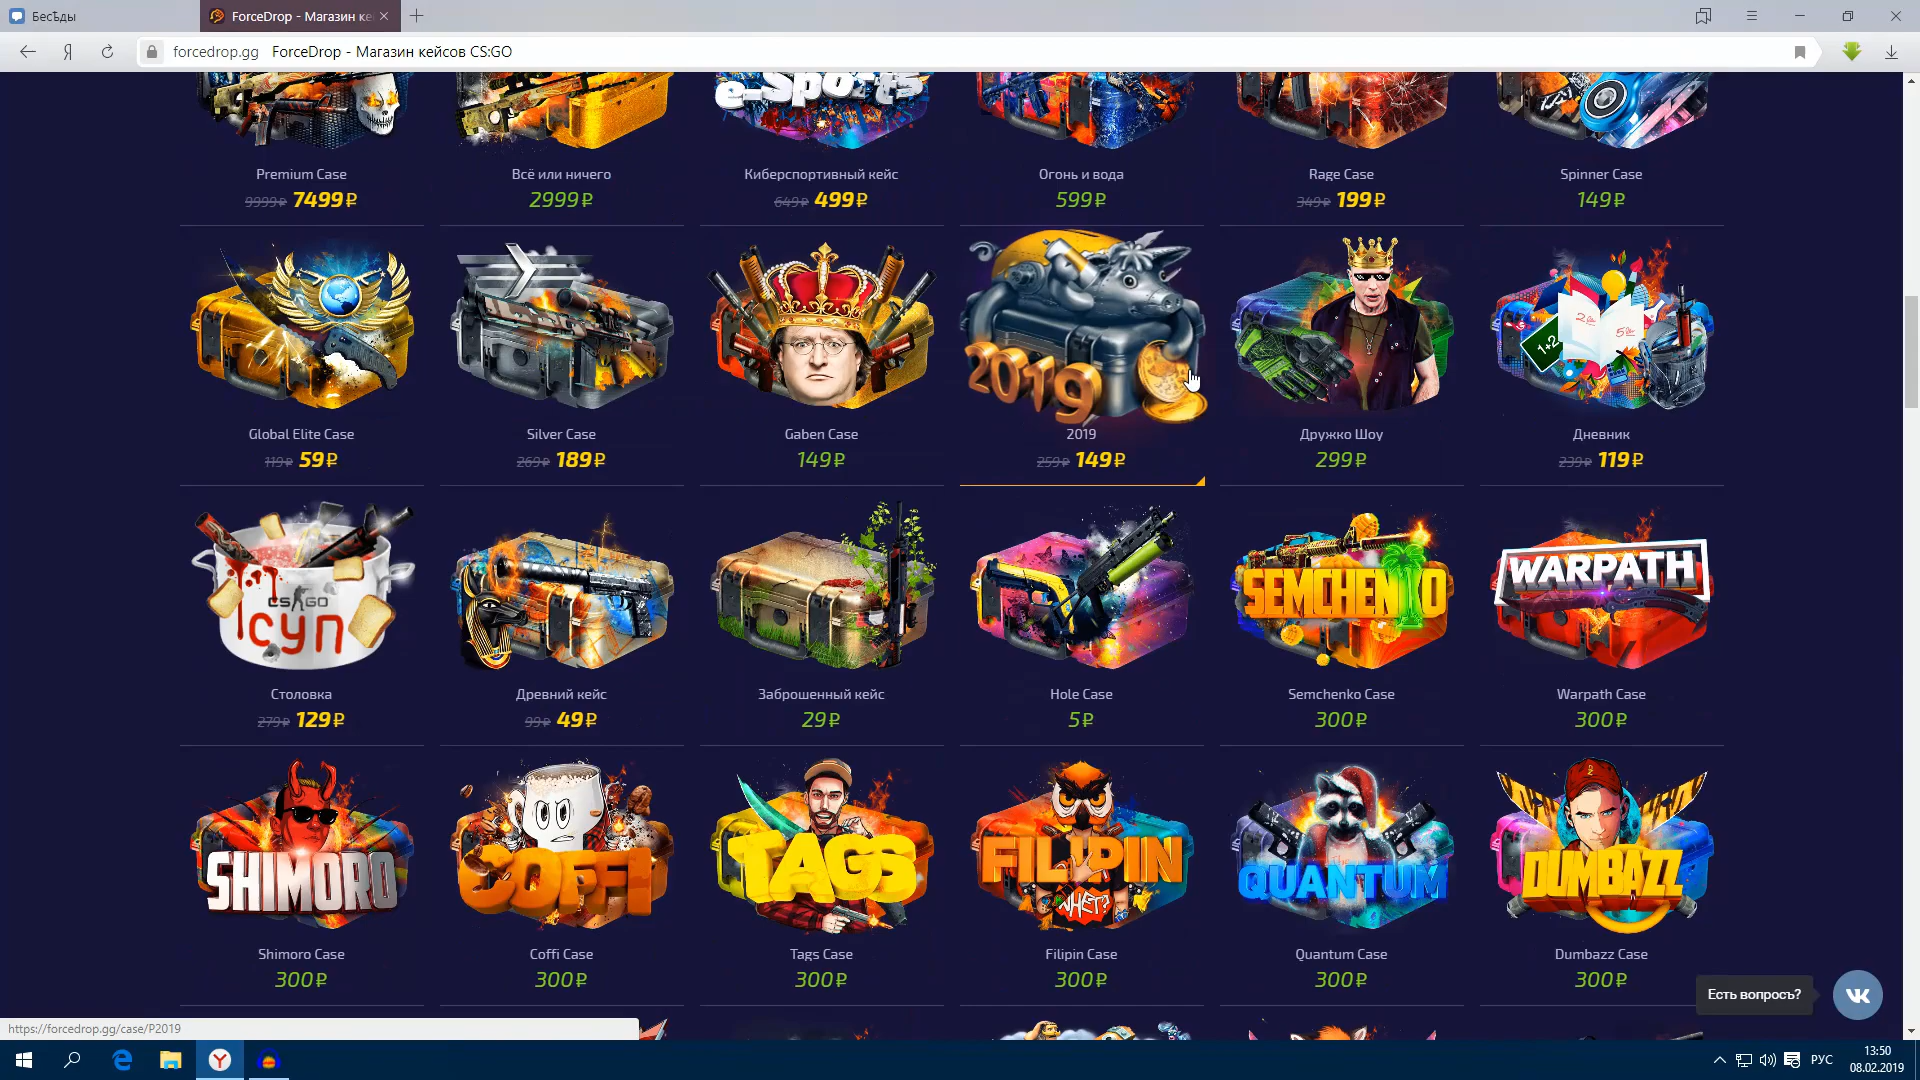 БесѢды
ForceDrop - Магазин ке
forcedrop.gg ForceDrop - Магазин кейсов CS:GO
e-Sports
Premium Case
9999₽ 7499₽
Всё или ничего
2999₽
Киберспортивный кейс
649₽ 499₽
Огонь и вода
599₽
Rage Case
349₽ 199₽
Spinner Case
149₽
2019
1+2
Global Elite Case
119₽ 59₽
Silver Case
269₽ 189₽
Gaben Case
149₽
2019
259₽ 149₽
Дружко Шоу
299₽
Дневник
239₽ 119₽
CS GO
суп
SEMCHENKO
WARPATH
Столовка
279₽ 129₽
Древний кейс
99₽ 49₽
Заброшенный кейс
29₽
Hole Case
5₽
Semchenko Case
300₽
Warpath Case
300₽
SHIMORO
COFFI
TAGS
FILIPIN
WHET?
QUANTUM
DUMBAZZ
Shimoro Case
300₽
Coffi Case
300₽
Tags Case
300₽
Filipin Case
300₽
Quantum Case
300₽
Dumbazz Case
300₽
Есть вопросъ?
https://forcedrop.gg/case/P2019
РУС
13:50
08.02.2019